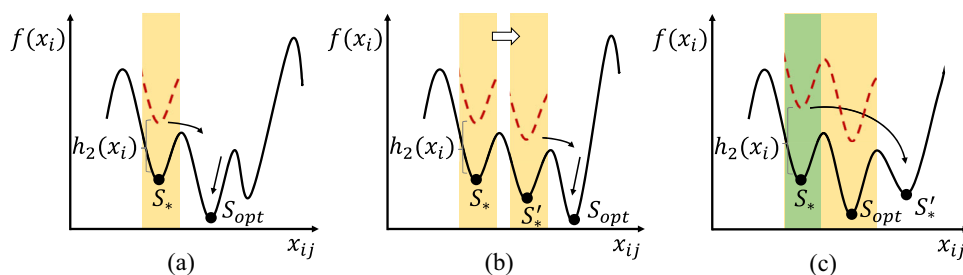 f(x_i)
h_2(x_i)
S_*
S_opt
x_ij
(a)
f(x_i)
h_2(x_i)
S_*
S'_*
S_opt
x_ij
(b)
f(x_i)
h_2(x_i)
S_*
S_opt
S'_*
x_ij
(c)